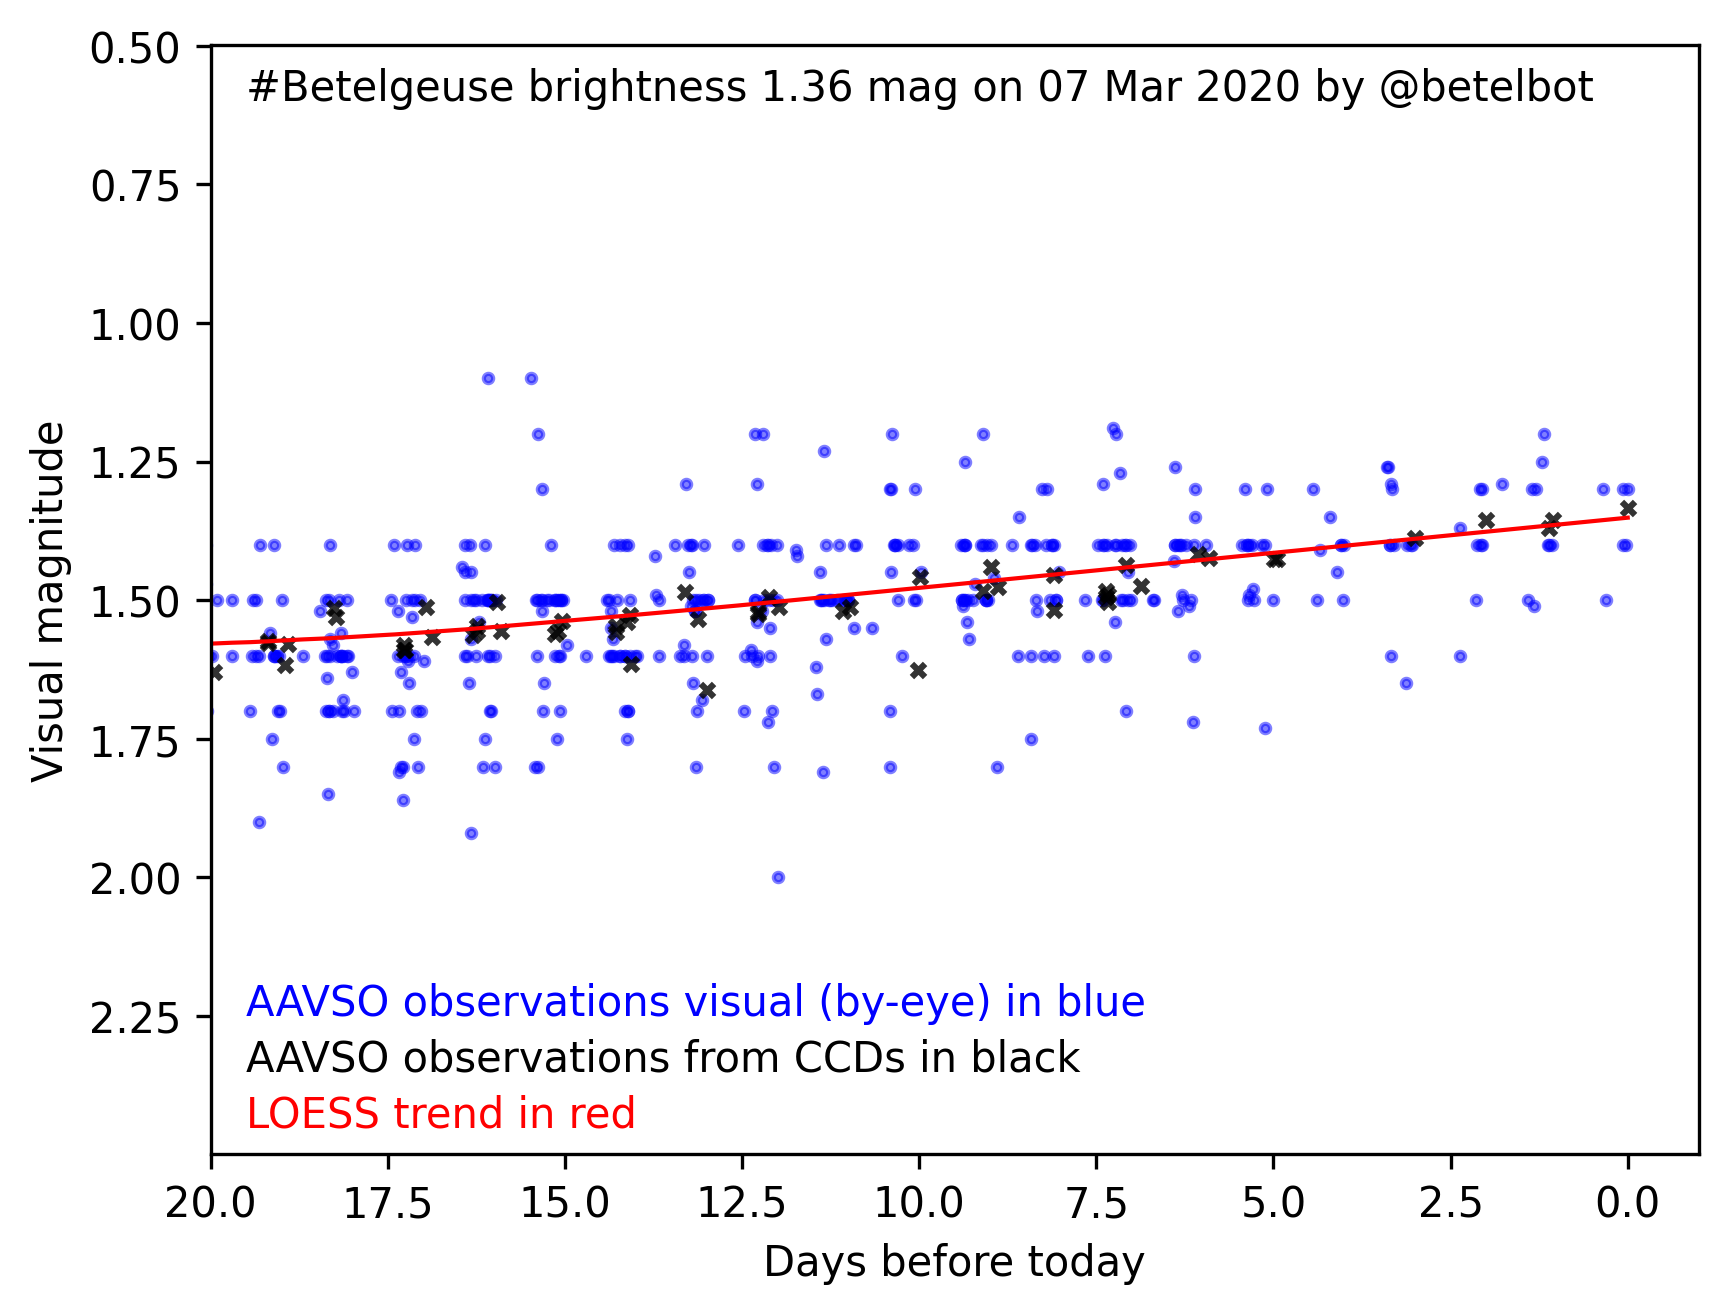 #Betelgeuse brightness 1.36 mag on 07 Mar 2020 by @betelbot
0.50
0.75
1.00
1.25
1.50
1.75
2.00
2.25
Visual magnitude
AAVSO observations visual (by-eye) in blue
AAVSO observations from CCDs in black
LOESS trend in red
20.0 17.5 15.0 12.5 10.0 7.5 5.0 2.5 0.0
Days before today